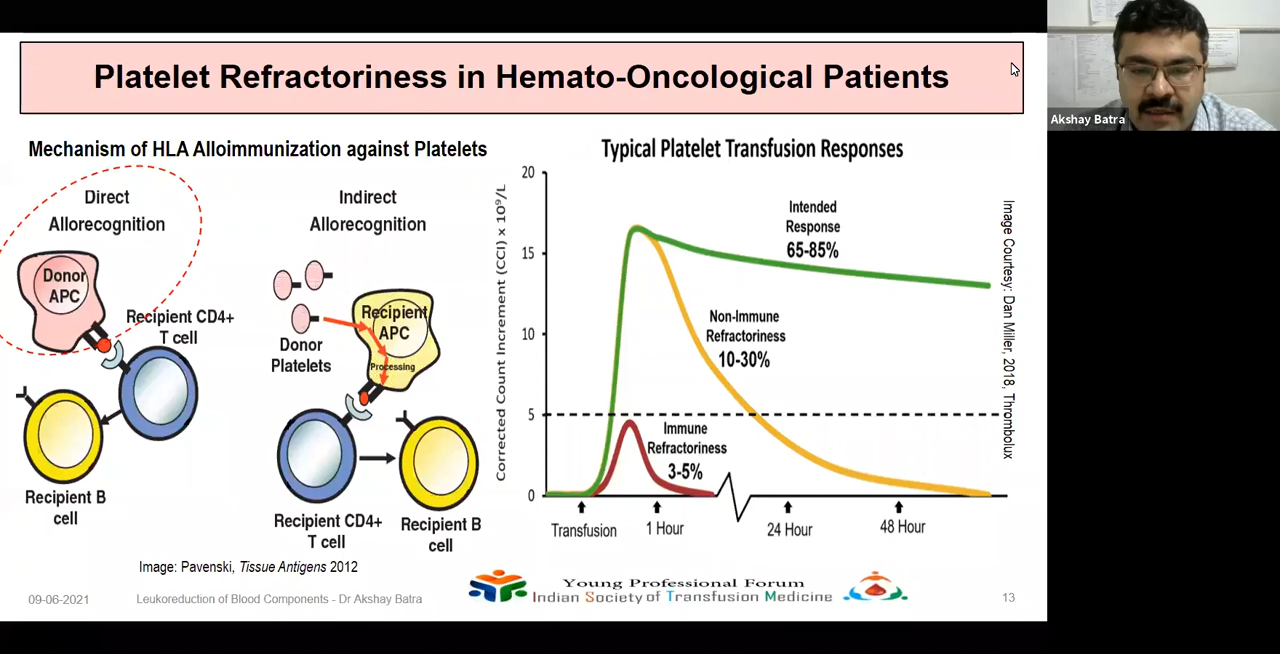 Platelet Refractoriness in Hemato-Oncological Patients
Akshay Batra
Mechanism of HLA Alloimmunization against Platelets
Direct
Allorecognition
Donor
APC
Recipient CD4+
T cell
Recipient B
cell
Indirect
Allorecognition
Donor
Platelets
Recipient
APC
Processing
Recipient CD4+
T cell
Recipient B
cell
Image: Pavenski, Tissue Antigens 2012
Typical Platelet Transfusion Responses
Corrected Count Increment (CCI) x 10⁹/L
20
15
10
5
0
Intended
Response
65-85%
Non-Immune
Refractoriness
10-30%
Immune
Refractoriness
3-5%
Transfusion
1 Hour
24 Hour
48 Hour
Image Courtesy: Dan Miller, 2018, Thrombolux
09-06-2021
Leukoreduction of Blood Components - Dr Akshay Batra
Young Professional Forum
Indian Society of Transfusion Medicine
13